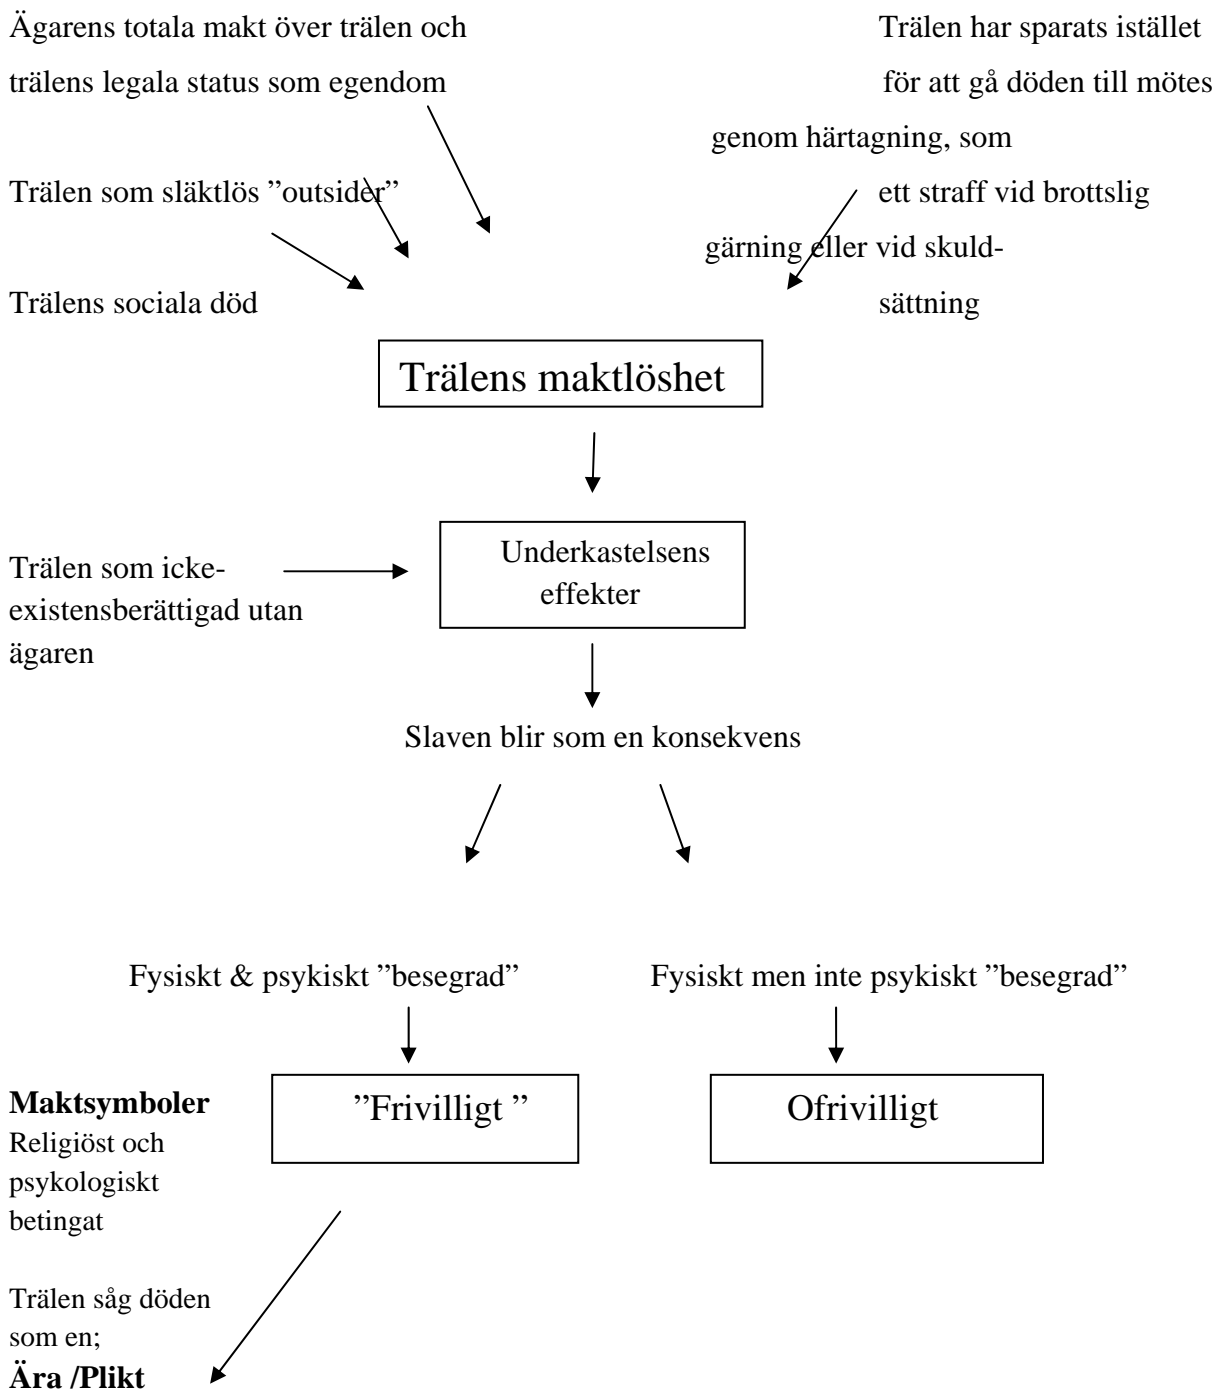 Ägarens totala makt över trälen och
trälens legala status som egendom
Trälen som släktlös ”outsider”
Trälens sociala död
Trälen har sparats istället
för att gå döden till mötes
genom härtagning, som
ett straff vid brottslig
gärning eller vid skuld-
sättning
Trälens maktlöshet
Underkastelsens
effekter
Trälen som icke-
existensberättigad utan
ägaren
Slaven blir som en konsekvens
Fysiskt & psykiskt ”besegrad”
Fysiskt men inte psykiskt ”besegrad”
”Frivilligt ”
Ofrivilligt
Maktsymboler
Religiöst och
psykologiskt
betingat
Trälen såg döden
som en;
Ära /Plikt